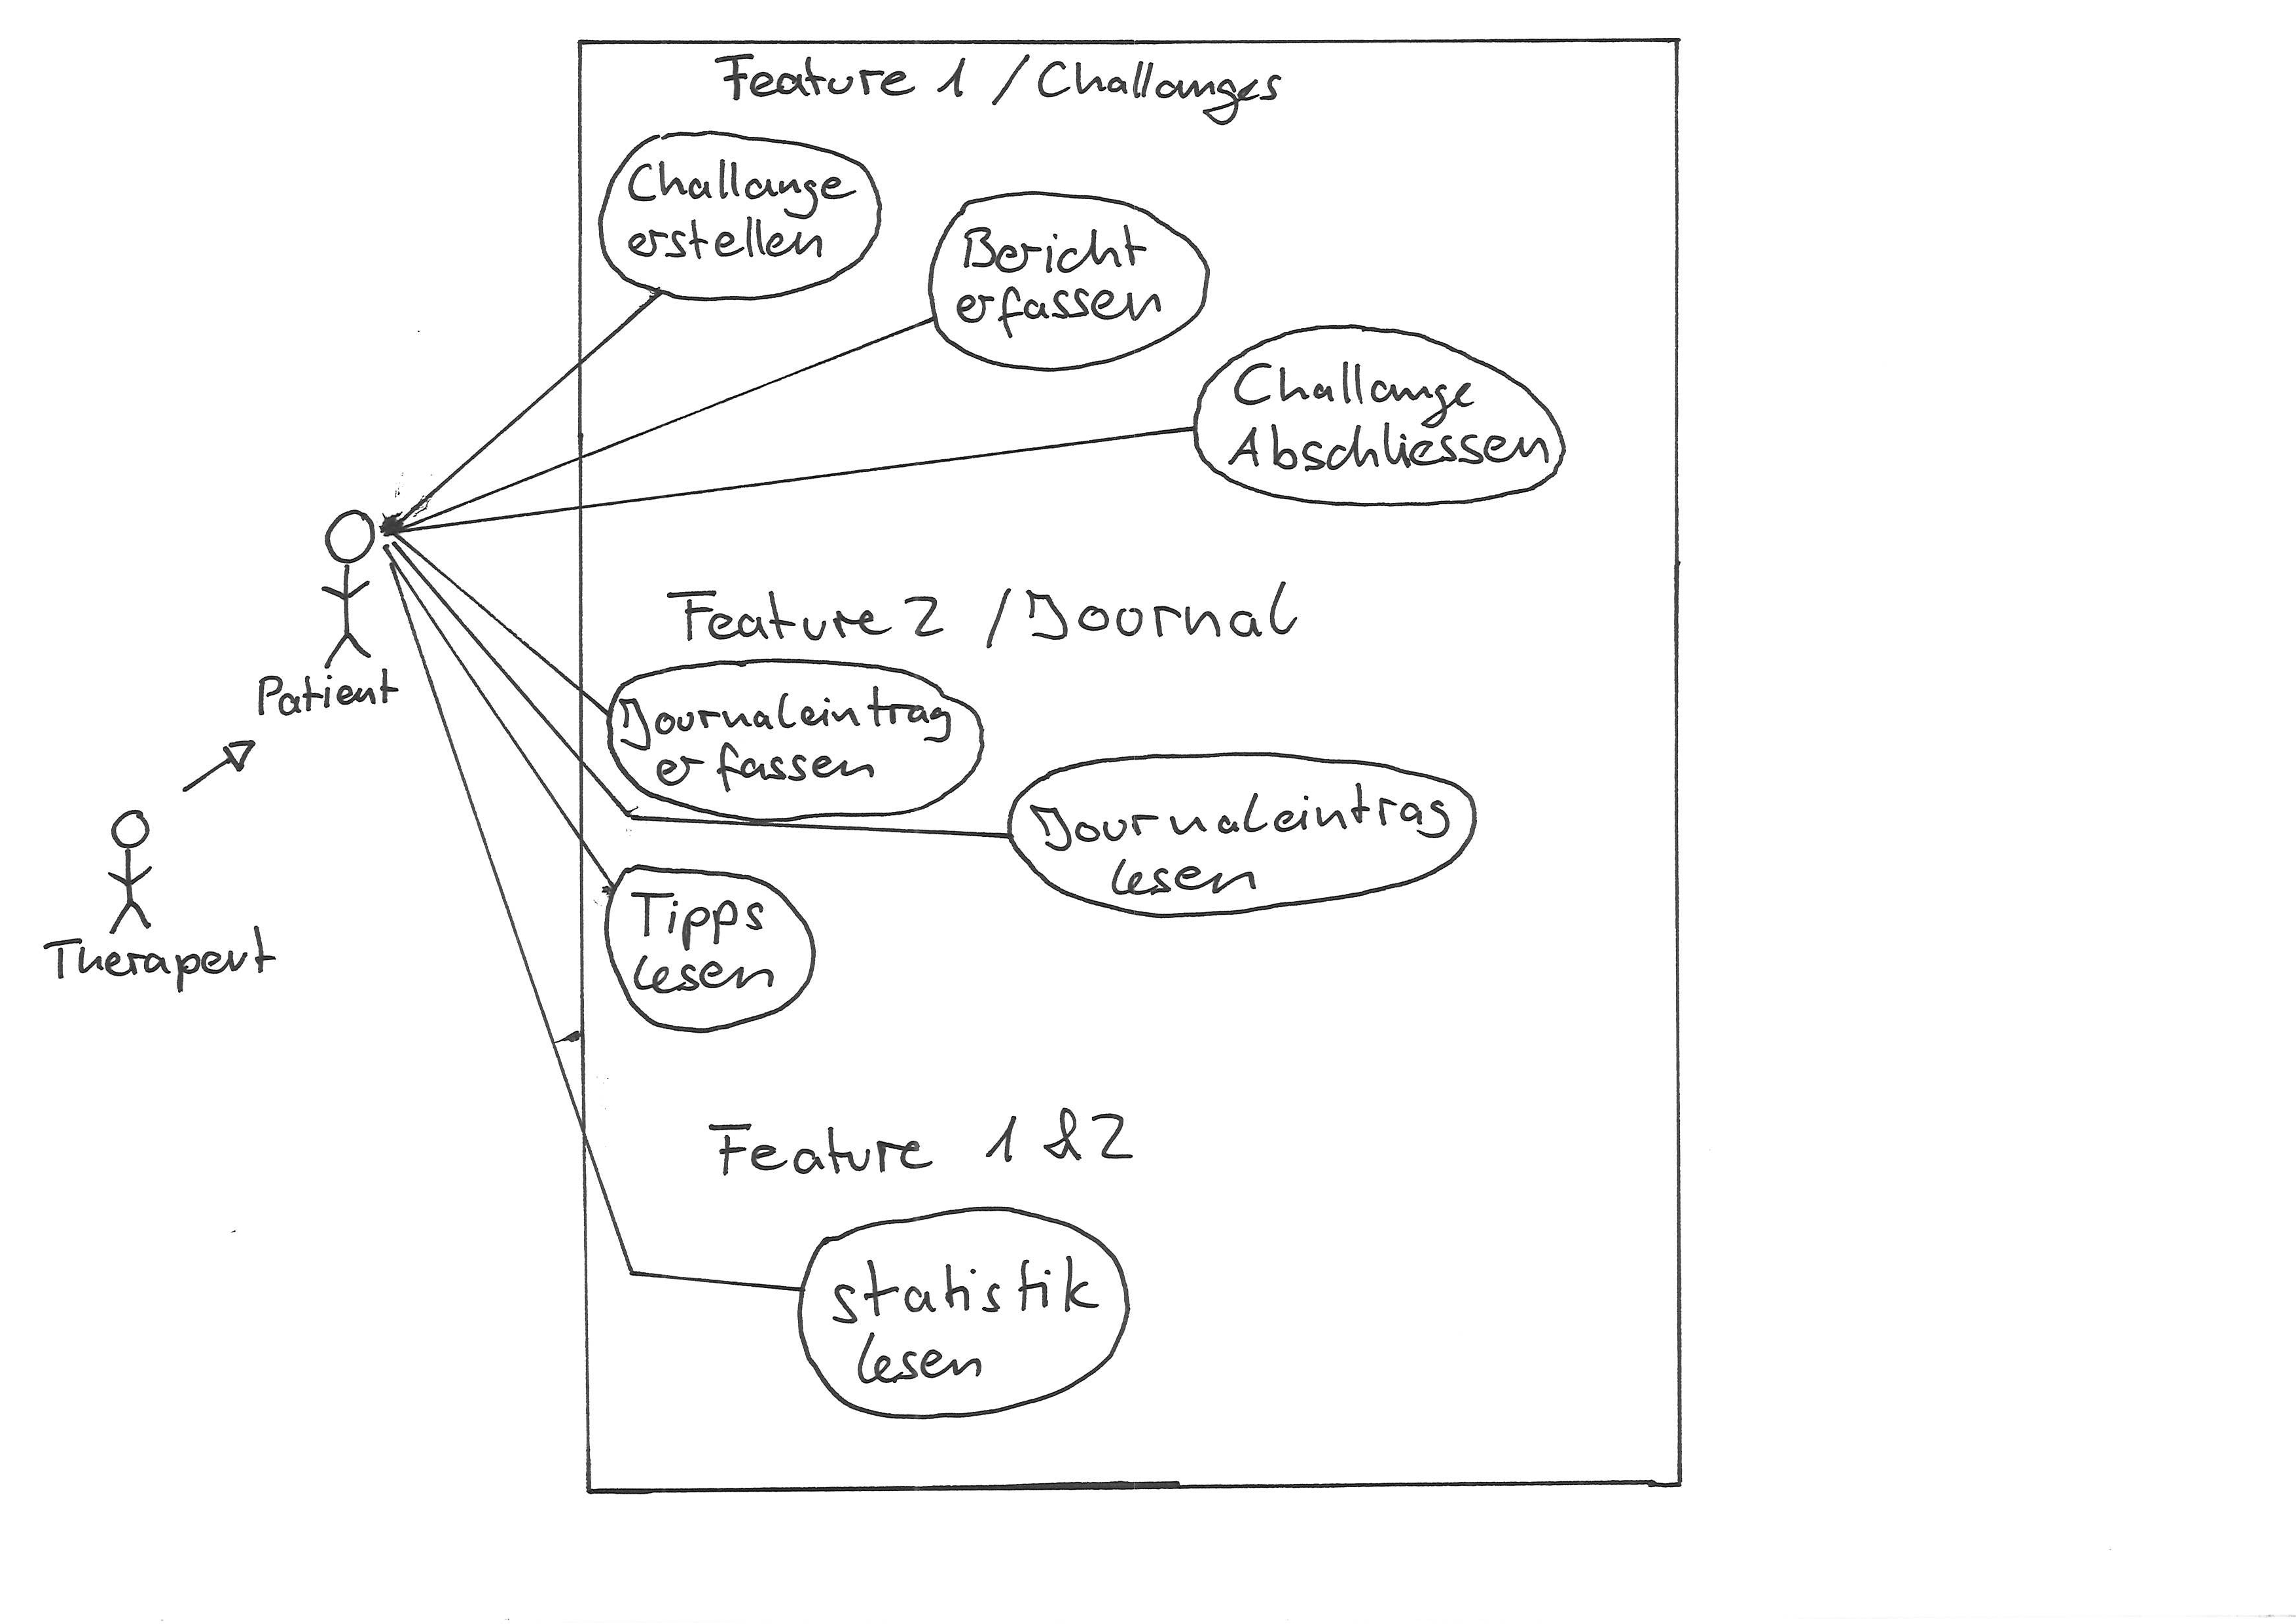 Feature 1 / Challanges
Challange
erstellen
Bericht
erfassen
Challange
Abschliessen
Patient
Feature 2 / Journal
Journaleintrag
erfassen
Journaleintrag
lesen
Therapeut
Tipps
lesen
Feature 1 & 2
statistik
lesen